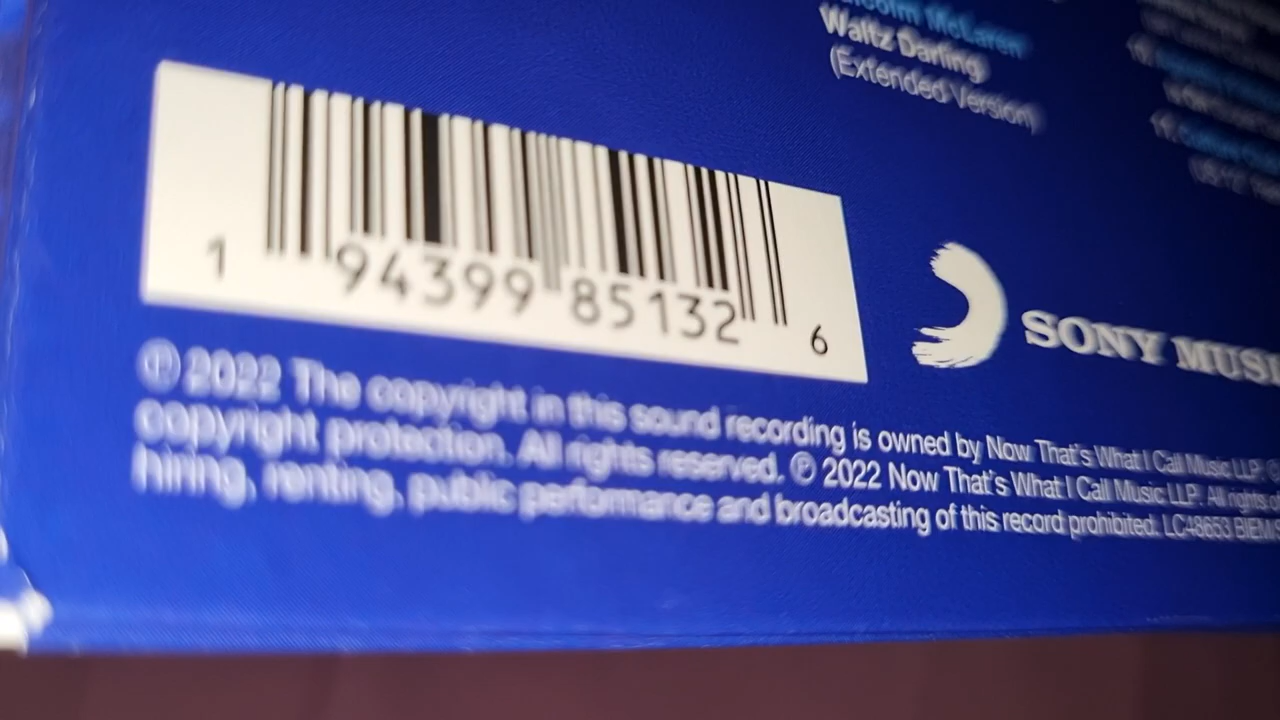 Malcolm McLaren
Waltz Darling
(Extended Version)
1 94399 85132 6
SONY MUSI
℗ 2022 The copyright in this sound recording is owned by Now That's What I Call Music LLP. ©
copyright protection. All rights reserved. ℗ 2022 Now That's What I Call Music LLP. All rights o
hiring, renting, public performance and broadcasting of this record prohibited. LC48653 BIEM/S